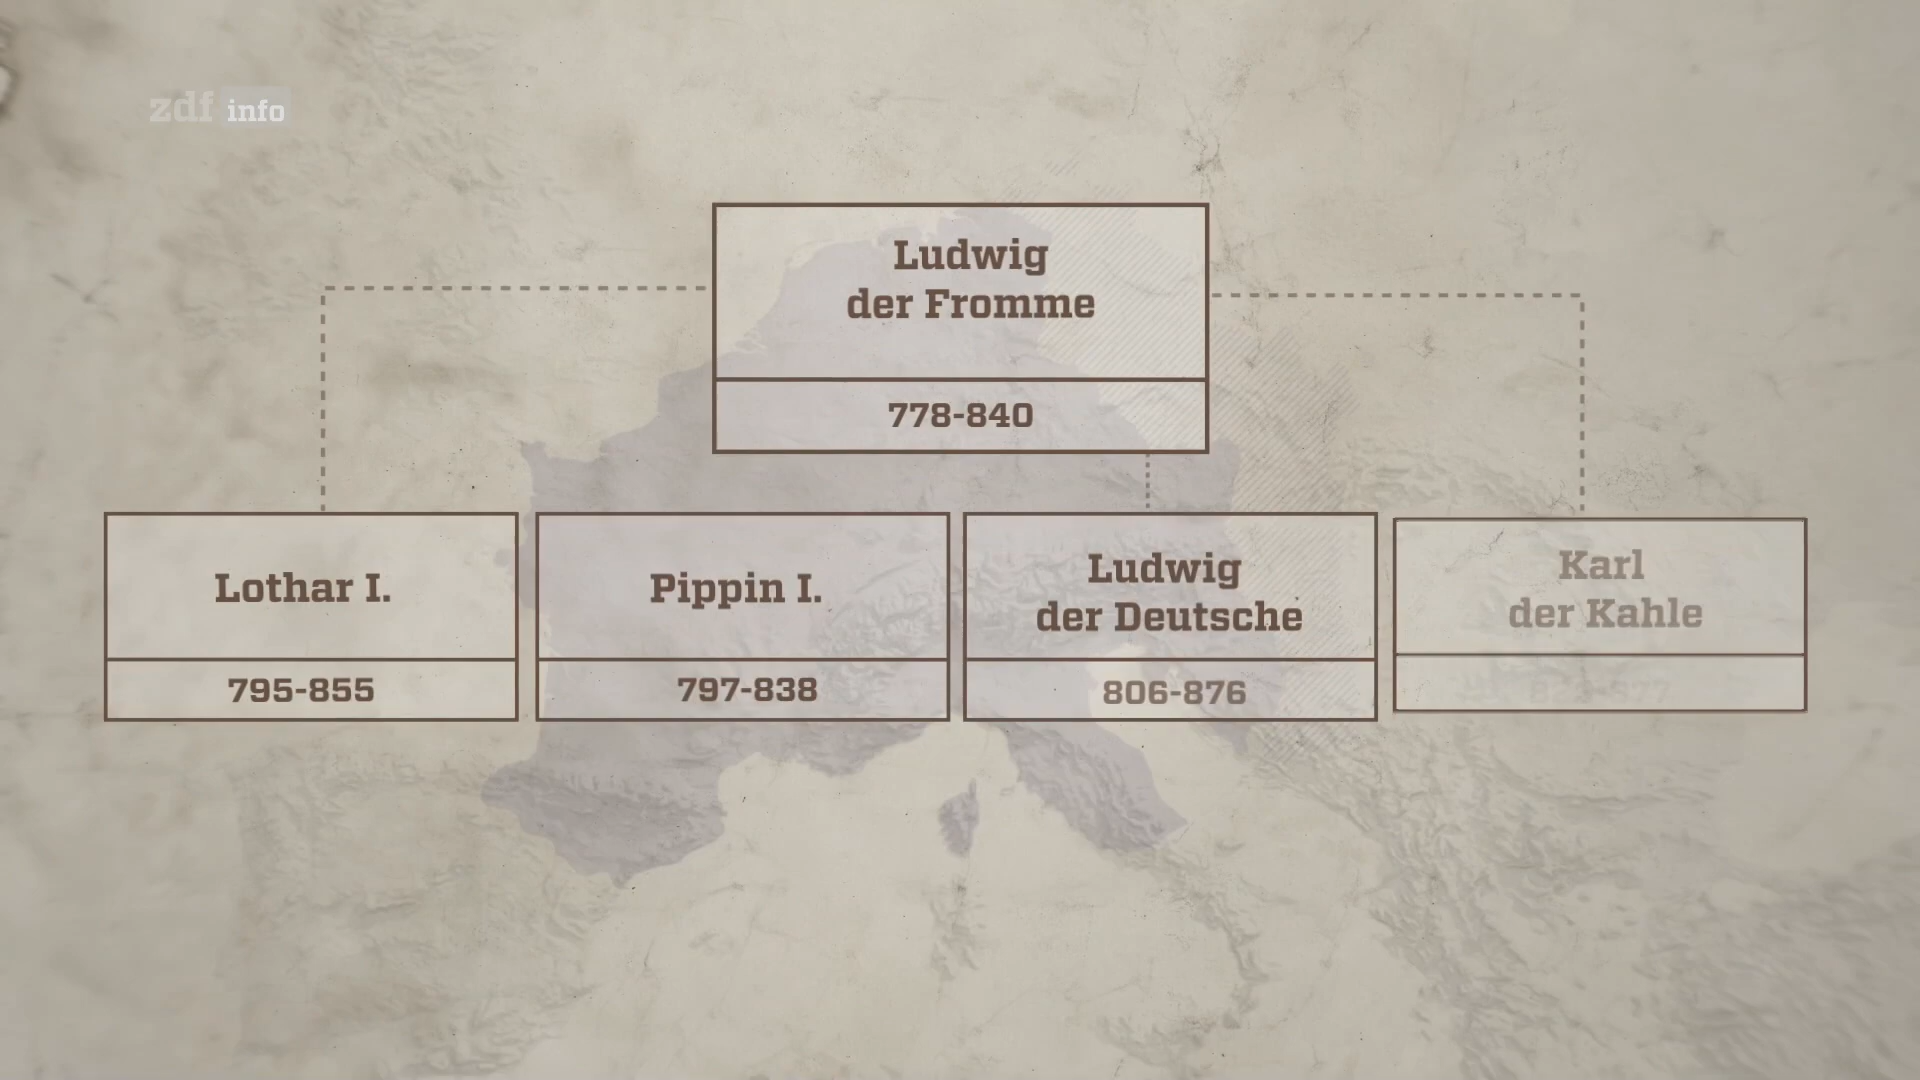 zdf info
Ludwig
der Fromme
778-840
Lothar I.
795-855
Pippin I.
797-838
Ludwig
der Deutsche
806-876
Karl
der Kahle